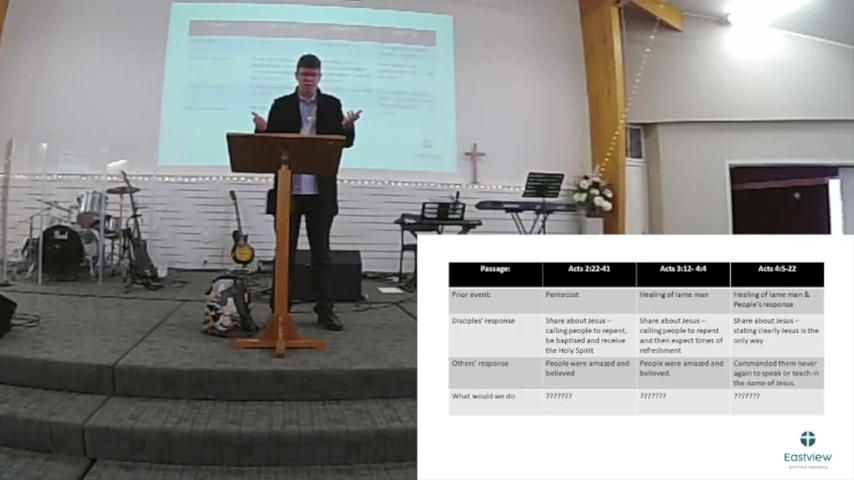 Passage: Acts 2:22-41 Acts 3:12- 4:4 Acts 4:5-22
Prior event: Pentecost Healing of lame man Healing of lame man &
People's response
Disciples' response Share about Jesus – Share about Jesus – Share about Jesus –
calling people to repent, calling people to repent stating clearly Jesus is the
be baptised and receive and then expect times of only way
the Holy Spirit refreshment
Others' response People were amazed and People were amazed and Commanded them never
believed believed. again to speak or teach in
the name of Jesus.
What would we do ??????? ??????? ???????
Eastview
BAPTIST CHURCH